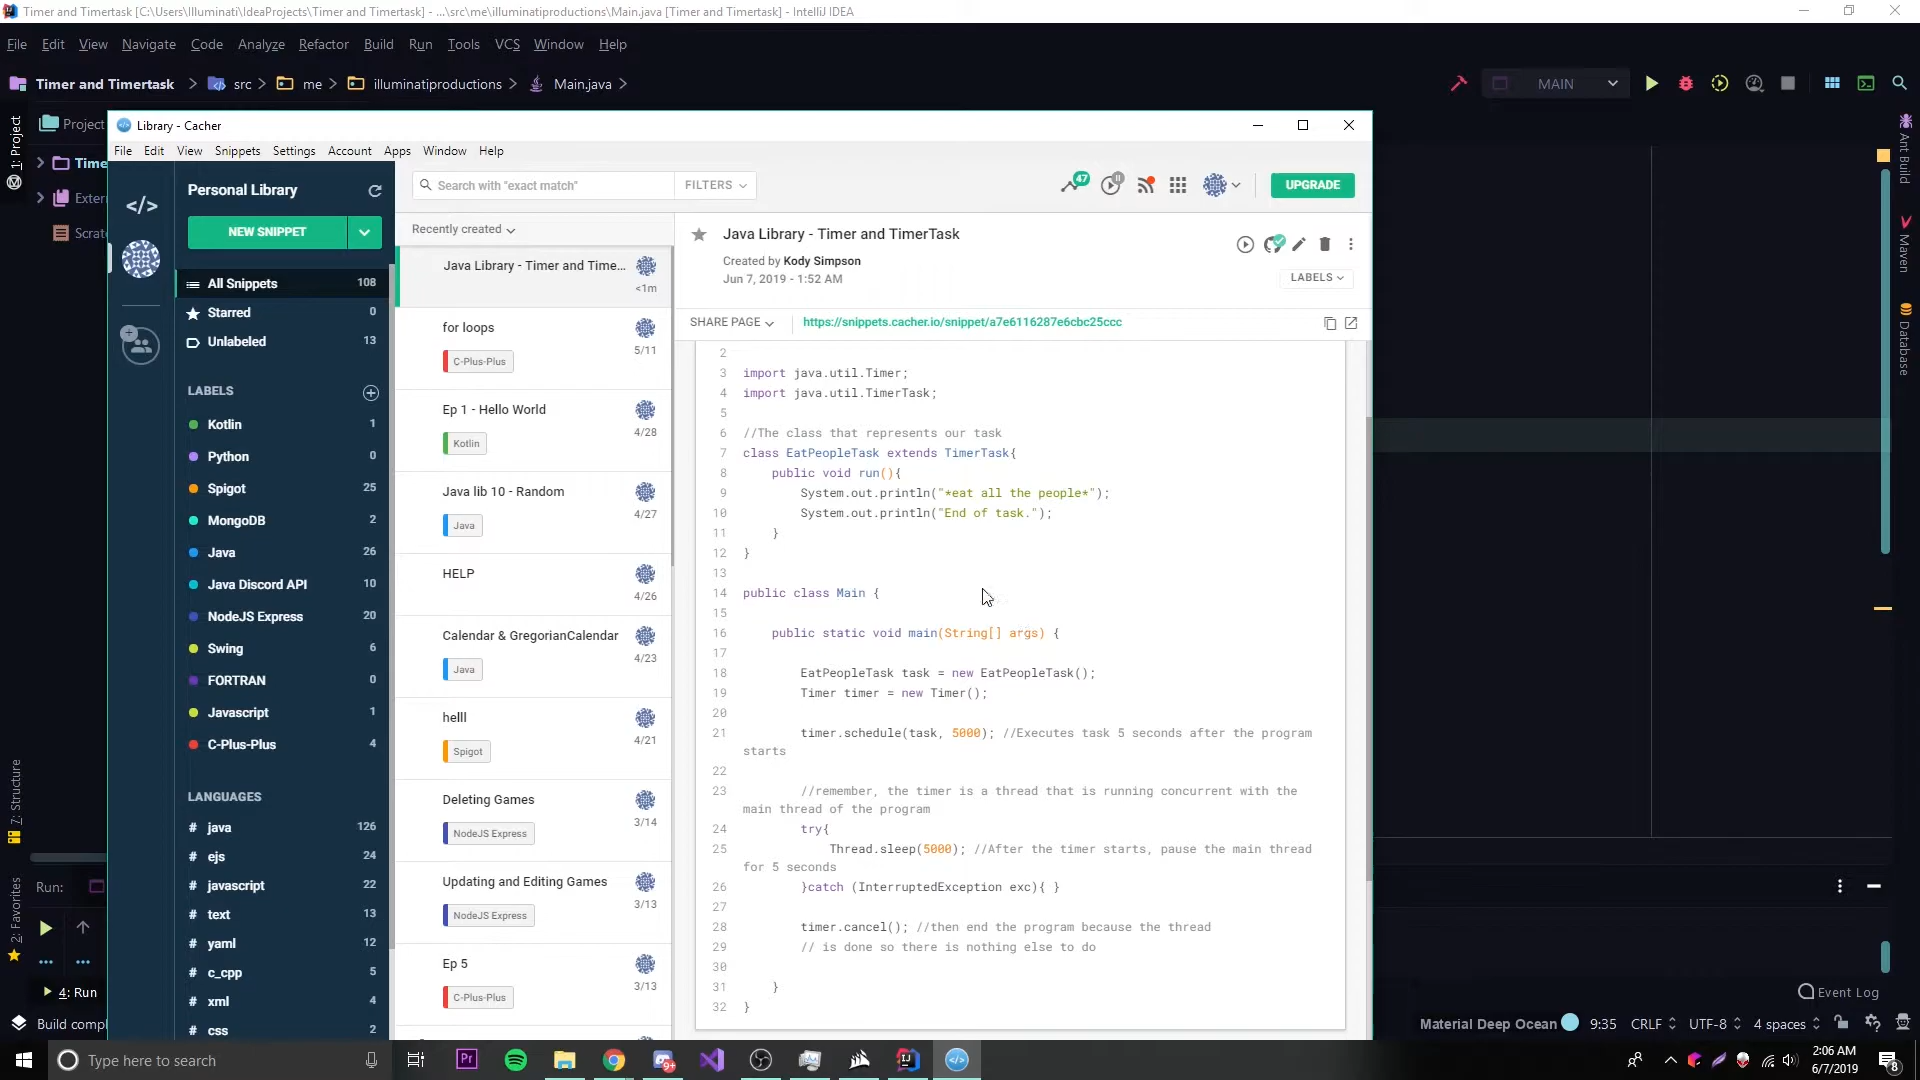 Timer and Timertask [C:\Users\Illuminati\IdeaProjects\Timer and Timertask] - ...\src\me\illuminatiproductions\Main.java [Timer and Timertask] - IntelliJ IDEA
File Edit View Navigate Code Analyze Refactor Build Run Tools VCS Window Help
Timer and Timertask src me illuminatiproductions Main.java MAIN
1: Project
Project
Time
Exter
Scratc
7: Structure
2: Favorites
Library - Cacher
File Edit View Snippets Settings Account Apps Window Help
Personal Library
NEW SNIPPET
All Snippets 108
Starred 0
Unlabeled 13
LABELS
Kotlin 1
Python 0
Spigot 25
MongoDB 2
Java 26
Java Discord API 10
NodeJS Express 20
Swing 6
FORTRAN 0
Javascript 1
C-Plus-Plus 4
LANGUAGES
# java 126
# ejs 24
# javascript 22
# text 13
# yaml 12
# c_cpp 5
# xml 4
# css 2
Search with "exact match" FILTERS
47
UPGRADE
Recently created
Java Library - Timer and Time...
<1m
for loops
5/11
C-Plus-Plus
Ep 1 - Hello World
4/28
Kotlin
Java lib 10 - Random
4/27
Java
HELP
4/26
Calendar & GregorianCalendar
4/23
Java
helll
4/21
Spigot
Deleting Games
3/14
NodeJS Express
Updating and Editing Games
3/13
NodeJS Express
Ep 5
3/13
C-Plus-Plus
Java Library - Timer and TimerTask
Created by Kody Simpson
Jun 7, 2019 - 1:52 AM
LABELS
SHARE PAGE https://snippets.cacher.io/snippet/a7e6116287e6cbc25ccc
2
3 import java.util.Timer;
4 import java.util.TimerTask;
5
6 //The class that represents our task
7 class EatPeopleTask extends TimerTask{
8 public void run(){
9 System.out.println("*eat all the people*");
10 System.out.println("End of task.");
11 }
12 }
13
14 public class Main {
15
16 public static void main(String[] args) {
17
18 EatPeopleTask task = new EatPeopleTask();
19 Timer timer = new Timer();
20
21 timer.schedule(task, 5000); //Executes task 5 seconds after the program
starts
22
23 //remember, the timer is a thread that is running concurrent with the
main thread of the program
24 try{
25 Thread.sleep(5000); //After the timer starts, pause the main thread
for 5 seconds
26 }catch (InterruptedException exc){ }
27
28 timer.cancel(); //then end the program because the thread
29 // is done so there is nothing else to do
30
31 }
32 }
Ant Build
Maven
Database
Run:
4: Run
Event Log
Build compl
Material Deep Ocean 9:35 CRLF UTF-8 4 spaces
Type here to search
Pr
9+
IJ
2:06 AM
6/7/2019
8